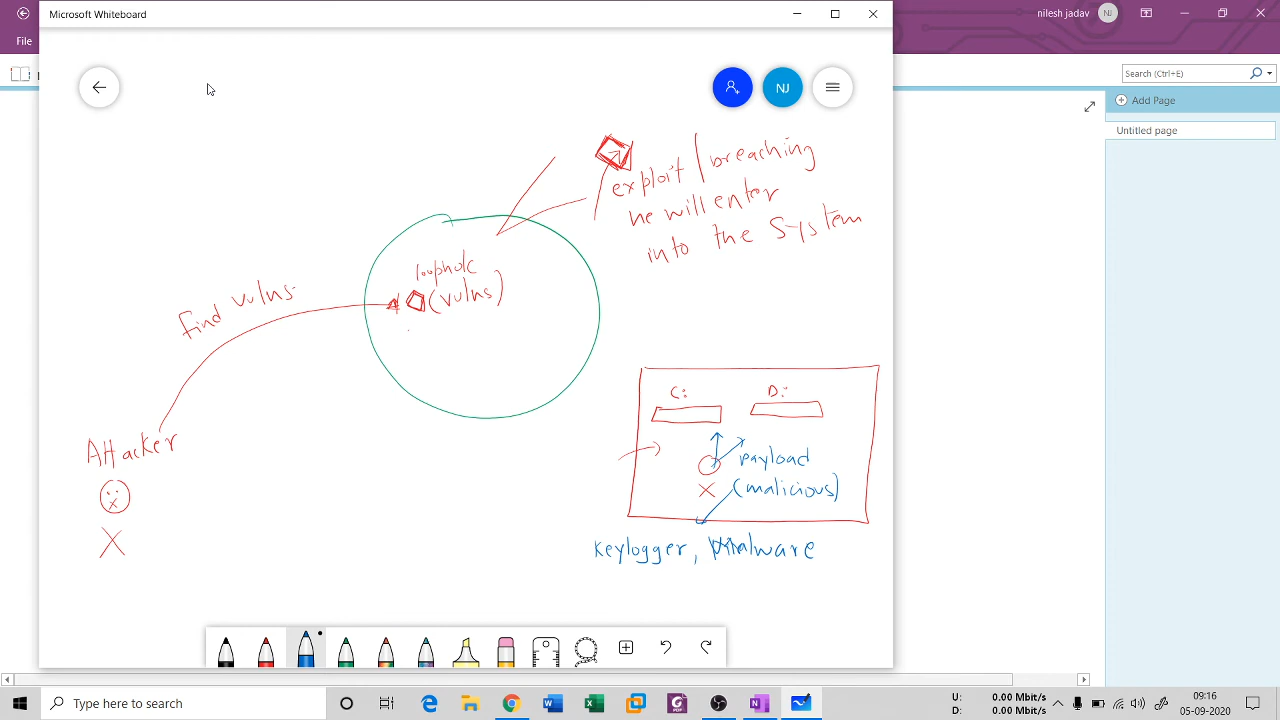 Microsoft Whiteboard
nilesh jadav
NJ
File
NJ
Search (Ctrl+E)
Add Page
Untitled page
exploit / breaching
he will enter
into the System
loophole
(vulns)
find vulns
Attacker
C:
D:
payload
(malicious)
keylogger, malware
Type here to search
U: 0.00 Mbit/s
D: 0.00 Mbit/s
09:16
05-09-2020